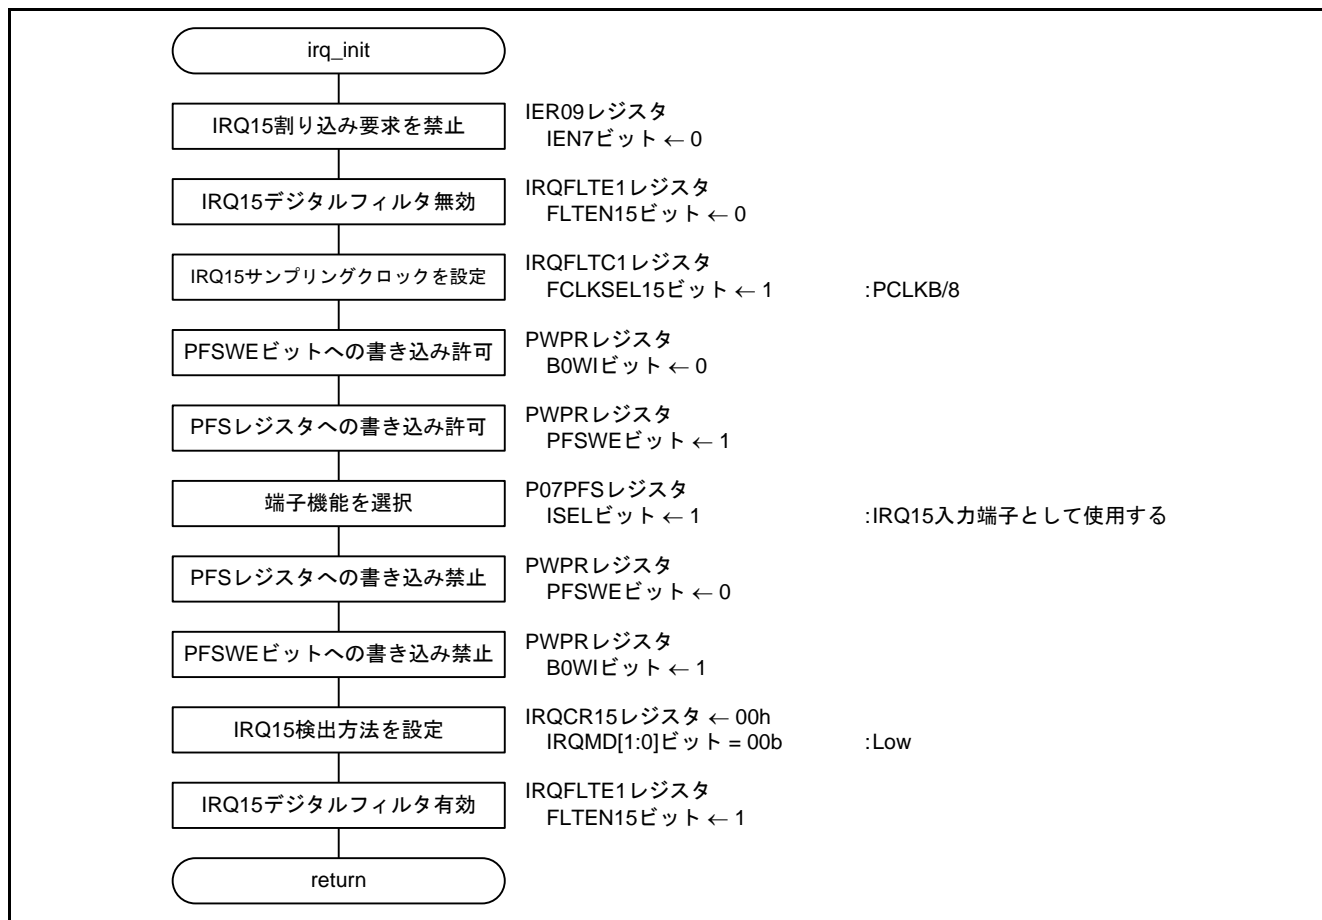 irq_init
IRQ15割り込み要求を禁止
IER09レジスタ
IEN7ビット ← 0
IRQ15デジタルフィルタ無効
IRQFLTE1レジスタ
FLTEN15ビット ← 0
IRQ15サンプリングクロックを設定
IRQFLTC1レジスタ
FCLKSEL15ビット ← 1 :PCLKB/8
PFSWEビットへの書き込み許可
PWPRレジスタ
B0WIビット ← 0
PFSレジスタへの書き込み許可
PWPRレジスタ
PFSWEビット ← 1
端子機能を選択
P07PFSレジスタ
ISELビット ← 1 :IRQ15入力端子として使用する
PFSレジスタへの書き込み禁止
PWPRレジスタ
PFSWEビット ← 0
PFSWEビットへの書き込み禁止
PWPRレジスタ
B0WIビット ← 1
IRQ15検出方法を設定
IRQCR15レジスタ ← 00h
IRQMD[1:0]ビット = 00b :Low
IRQ15デジタルフィルタ有効
IRQFLTE1レジスタ
FLTEN15ビット ← 1
return